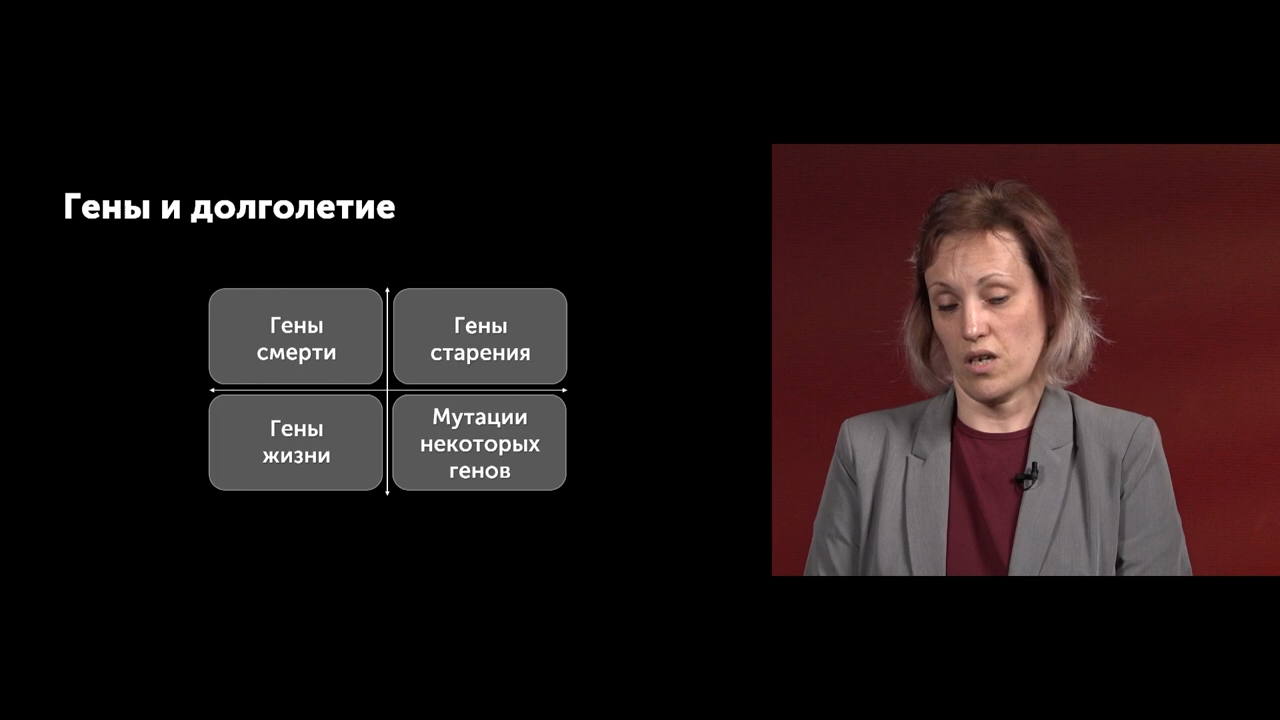 Гены и долголетие
Гены
смерти
Гены
старения
Гены
жизни
Мутации
некоторых
генов